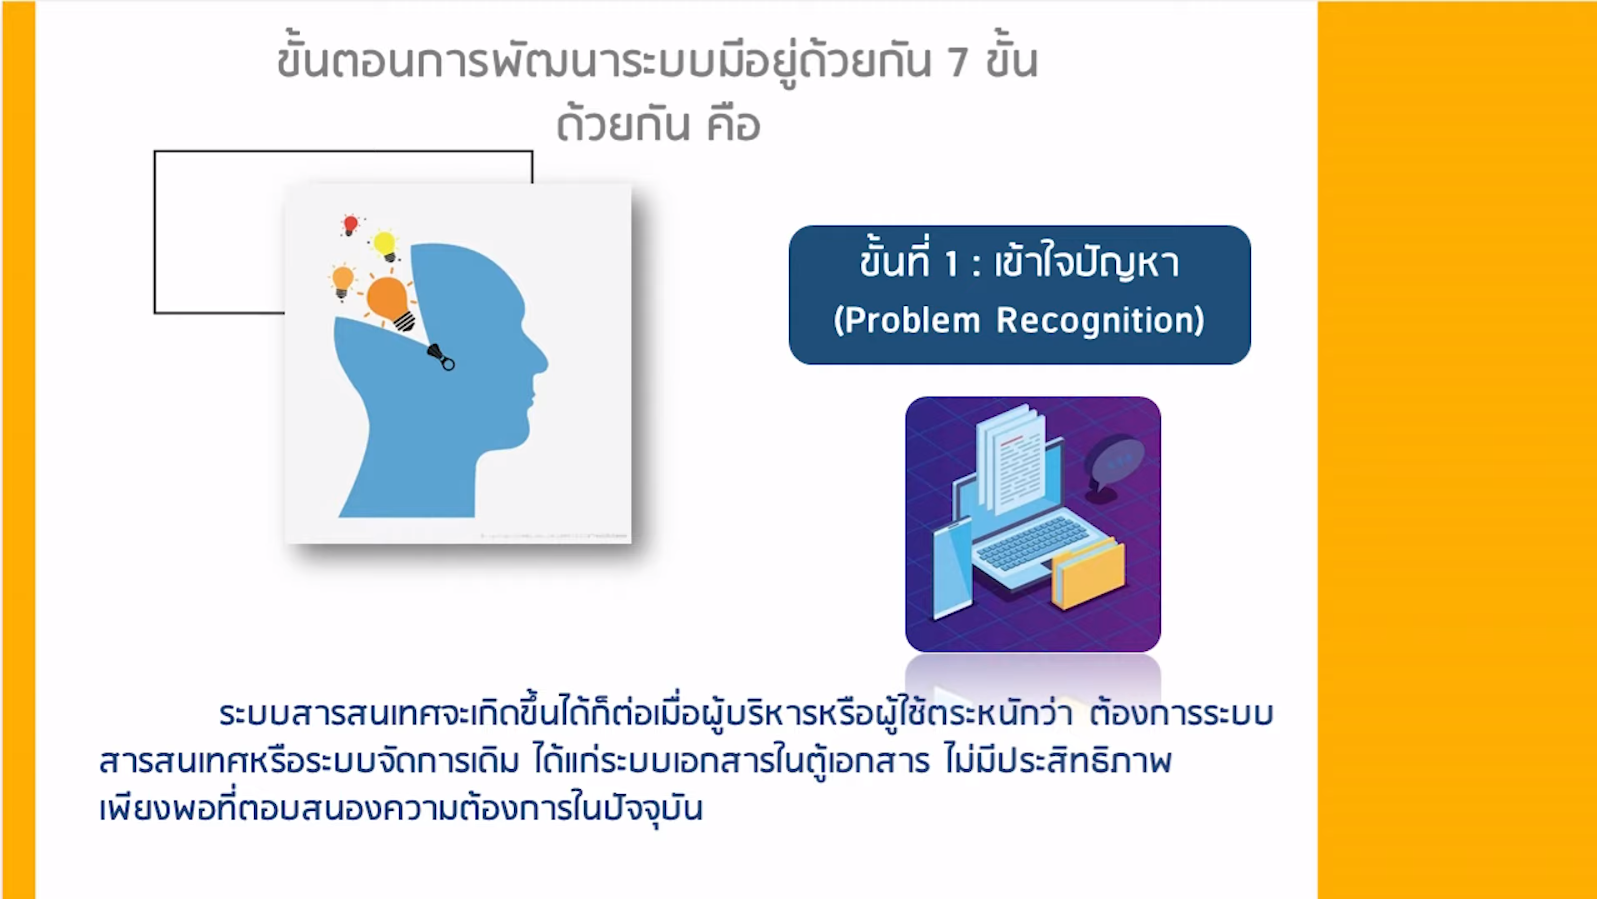 ขั้นตอนการพัฒนาระบบมีอยู่ด้วยกัน 7 ขั้น
ด้วยกัน คือ
ขั้นที่ 1 : เข้าใจปัญหา
(Problem Recognition)
ระบบสารสนเทศจะเกิดขึ้นได้ก็ต่อเมื่อผู้บริหารหรือผู้ใช้ตระหนักว่า ต้องการระบบ
สารสนเทศหรือระบบจัดการเดิม ได้แก่ระบบเอกสารในตู้เอกสาร ไม่มีประสิทธิภาพ
เพียงพอที่ตอบสนองความต้องการในปัจจุบัน